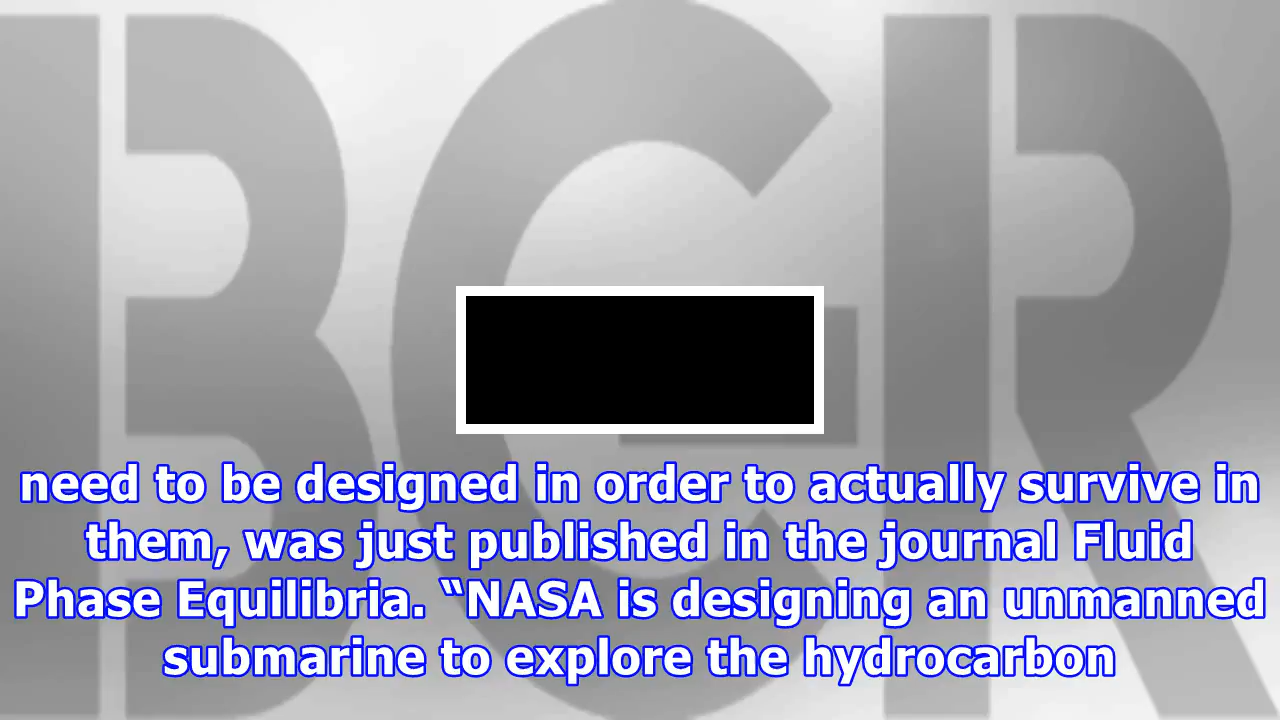 BGR
need to be designed in order to actually survive in
them, was just published in the journal Fluid
Phase Equilibria. “NASA is designing an unmanned
submarine to explore the hydrocarbon